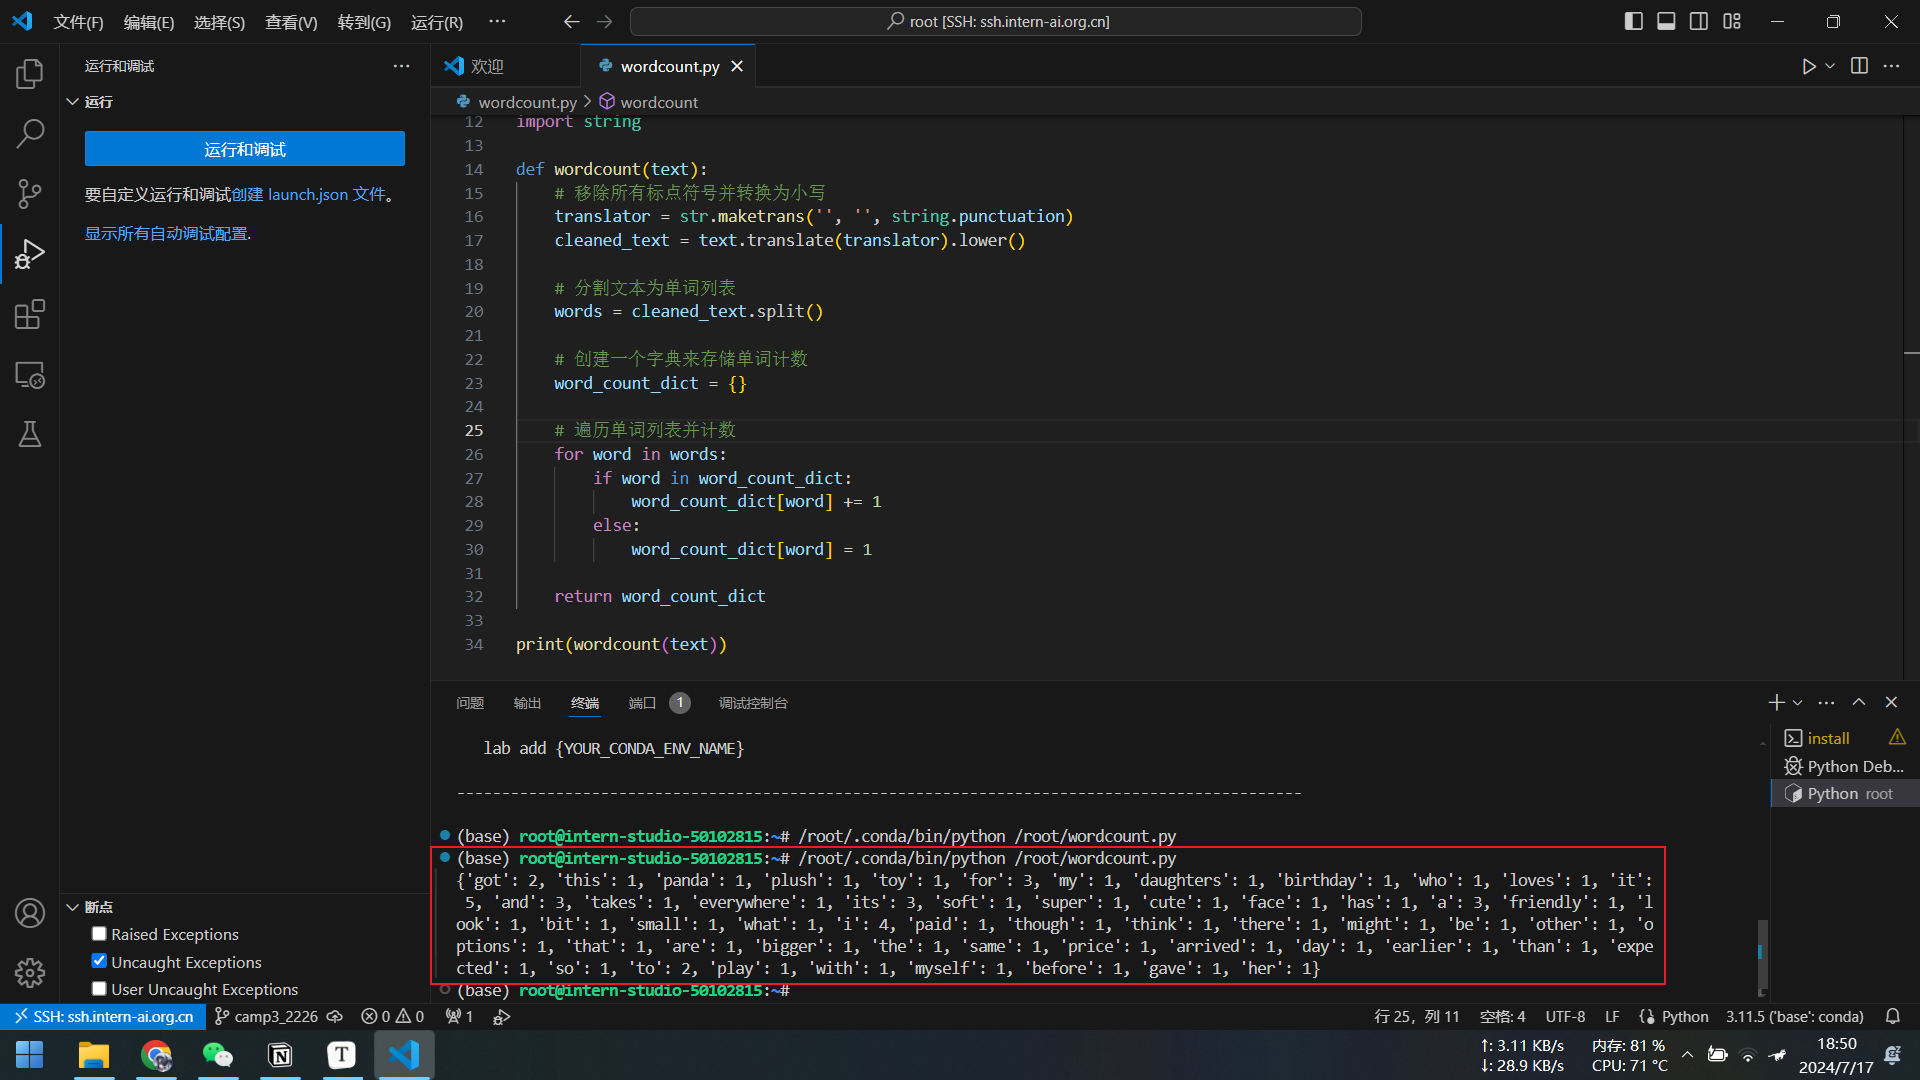 文件(F) 编辑(E) 选择(S) 查看(V) 转到(G) 运行(R) ··· root [SSH: ssh.intern-ai.org.cn]
运行和调试 ···
运行
运行和调试
要自定义运行和调试创建 launch.json 文件。
显示所有自动调试配置.
断点
Raised Exceptions
Uncaught Exceptions
User Uncaught Exceptions
欢迎 wordcount.py
wordcount.py > wordcount
12 import string
13
14 def wordcount(text):
15 # 移除所有标点符号并转换为小写
16 translator = str.maketrans('', '', string.punctuation)
17 cleaned_text = text.translate(translator).lower()
18
19 # 分割文本为单词列表
20 words = cleaned_text.split()
21
22 # 创建一个字典来存储单词计数
23 word_count_dict = {}
24
25 # 遍历单词列表并计数
26 for word in words:
27 if word in word_count_dict:
28 word_count_dict[word] += 1
29 else:
30 word_count_dict[word] = 1
31
32 return word_count_dict
33
34 print(wordcount(text))
问题 输出 终端 端口 1 调试控制台
lab add {YOUR_CONDA_ENV_NAME}
----------------------------------------------------------------------------------------
(base) root@intern-studio-50102815:~# /root/.conda/bin/python /root/wordcount.py
(base) root@intern-studio-50102815:~# /root/.conda/bin/python /root/wordcount.py
{'got': 2, 'this': 1, 'panda': 1, 'plush': 1, 'toy': 1, 'for': 3, 'my': 1, 'daughters': 1, 'birthday': 1, 'who': 1, 'loves': 1, 'it':
5, 'and': 3, 'takes': 1, 'everywhere': 1, 'its': 3, 'soft': 1, 'super': 1, 'cute': 1, 'face': 1, 'has': 1, 'a': 3, 'friendly': 1, 'l
ook': 1, 'bit': 1, 'small': 1, 'what': 1, 'i': 4, 'paid': 1, 'though': 1, 'think': 1, 'there': 1, 'might': 1, 'be': 1, 'other': 1, 'o
ptions': 1, 'that': 1, 'are': 1, 'bigger': 1, 'the': 1, 'same': 1, 'price': 1, 'arrived': 1, 'day': 1, 'earlier': 1, 'than': 1, 'expe
cted': 1, 'so': 1, 'to': 2, 'play': 1, 'with': 1, 'myself': 1, 'before': 1, 'gave': 1, 'her': 1}
(base) root@intern-studio-50102815:~#
install
Python Deb...
Python root
SSH: ssh.intern-ai.org.cn camp3_2226 0 0 1 行 25, 列 11 空格: 4 UTF-8 LF Python 3.11.5 ('base': conda)
↑: 3.11 KB/s 内存: 81 % 18:50
↓: 28.9 KB/s CPU: 71 °C 2024/7/17